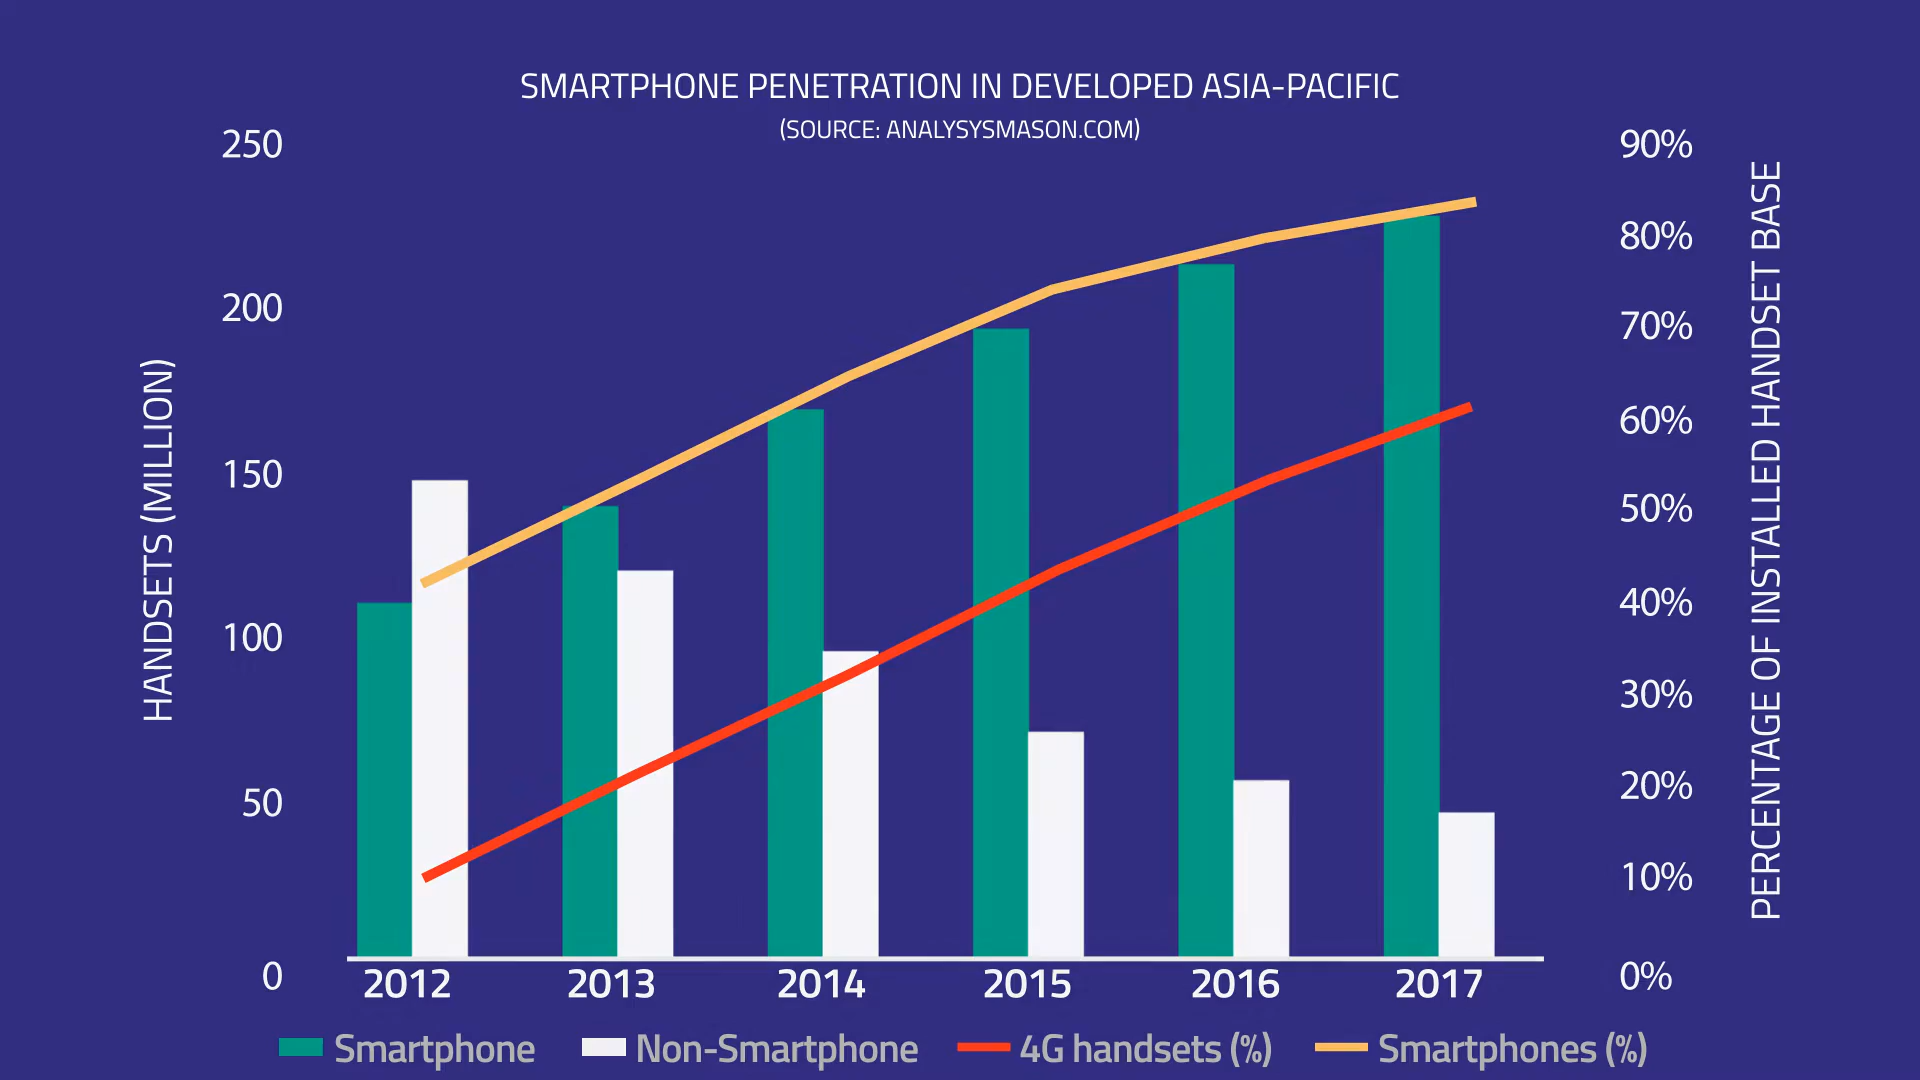 SMARTPHONE PENETRATION IN DEVELOPED ASIA-PACIFIC
(SOURCE: ANALYSYSMASON.COM)
HANDSETS (MILLION)
250
200
150
100
50
0
90%
80%
70%
60%
50%
40%
30%
20%
10%
0%
PERCENTAGE OF INSTALLED HANDSET BASE
2012 2013 2014 2015 2016 2017
Smartphone Non-Smartphone 4G handsets (%) Smartphones (%)